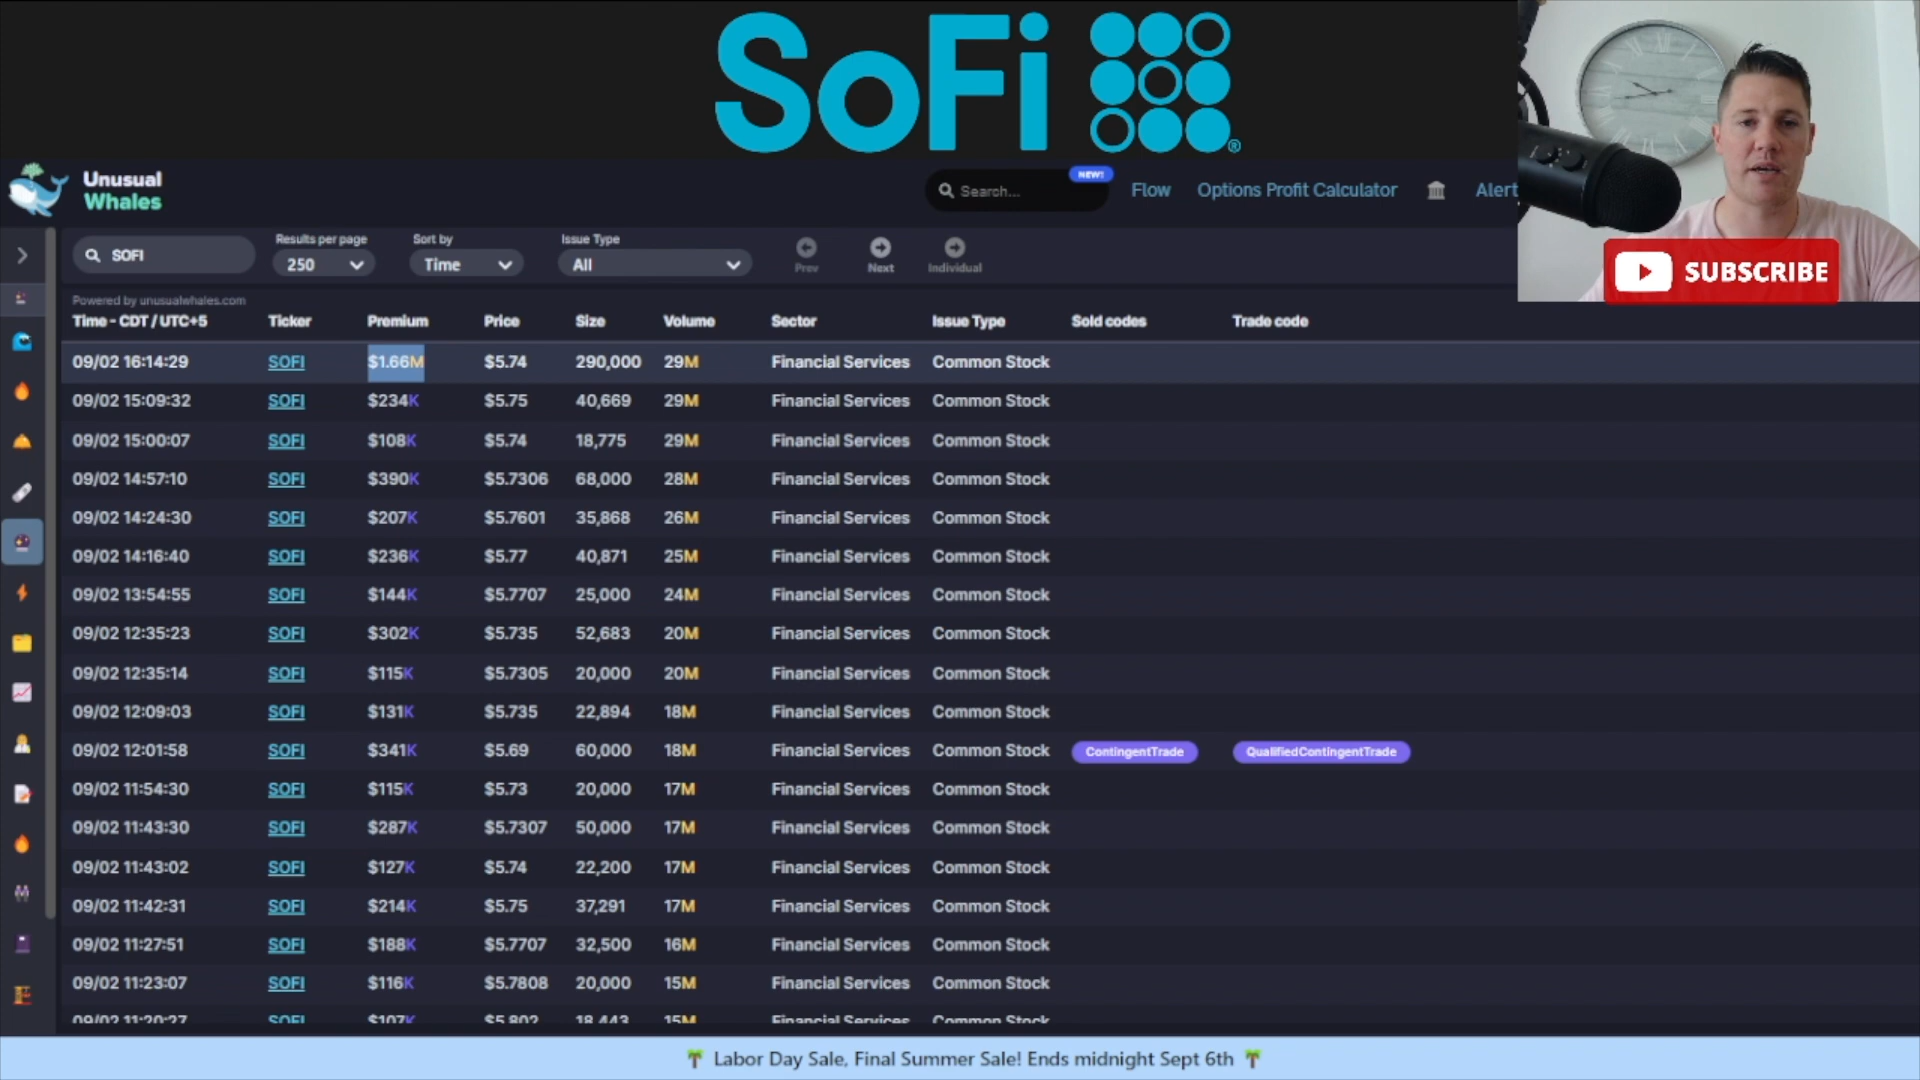 SoFi ®
Unusual
Whales
Search...
NEW!
Flow
Options Profit Calculator
Alert
SUBSCRIBE
SOFI
Results per page
250
Sort by
Time
Issue Type
All
Prev
Next
Individual
Powered by unusualwhales.com
Time - CDT / UTC+5 Ticker Premium Price Size Volume Sector Issue Type Sold codes Trade code
09/02 16:14:29 SOFI $1.66M $5.74 290,000 29M Financial Services Common Stock
09/02 15:09:32 SOFI $234K $5.75 40,669 29M Financial Services Common Stock
09/02 15:00:07 SOFI $108K $5.74 18,775 29M Financial Services Common Stock
09/02 14:57:10 SOFI $390K $5.7306 68,000 28M Financial Services Common Stock
09/02 14:24:30 SOFI $207K $5.7601 35,868 26M Financial Services Common Stock
09/02 14:16:40 SOFI $236K $5.77 40,871 25M Financial Services Common Stock
09/02 13:54:55 SOFI $144K $5.7707 25,000 24M Financial Services Common Stock
09/02 12:35:23 SOFI $302K $5.735 52,683 20M Financial Services Common Stock
09/02 12:35:14 SOFI $115K $5.7305 20,000 20M Financial Services Common Stock
09/02 12:09:03 SOFI $131K $5.735 22,894 18M Financial Services Common Stock
09/02 12:01:58 SOFI $341K $5.69 60,000 18M Financial Services Common Stock ContingentTrade QualifiedContingentTrade
09/02 11:54:30 SOFI $115K $5.73 20,000 17M Financial Services Common Stock
09/02 11:43:30 SOFI $287K $5.7307 50,000 17M Financial Services Common Stock
09/02 11:43:02 SOFI $127K $5.74 22,200 17M Financial Services Common Stock
09/02 11:42:31 SOFI $214K $5.75 37,291 17M Financial Services Common Stock
09/02 11:27:51 SOFI $188K $5.7707 32,500 16M Financial Services Common Stock
09/02 11:23:07 SOFI $116K $5.7808 20,000 15M Financial Services Common Stock
09/02 11:20:27 SOFI $107K $5.802 18,443 15M Financial Services Common Stock
Labor Day Sale, Final Summer Sale! Ends midnight Sept 6th